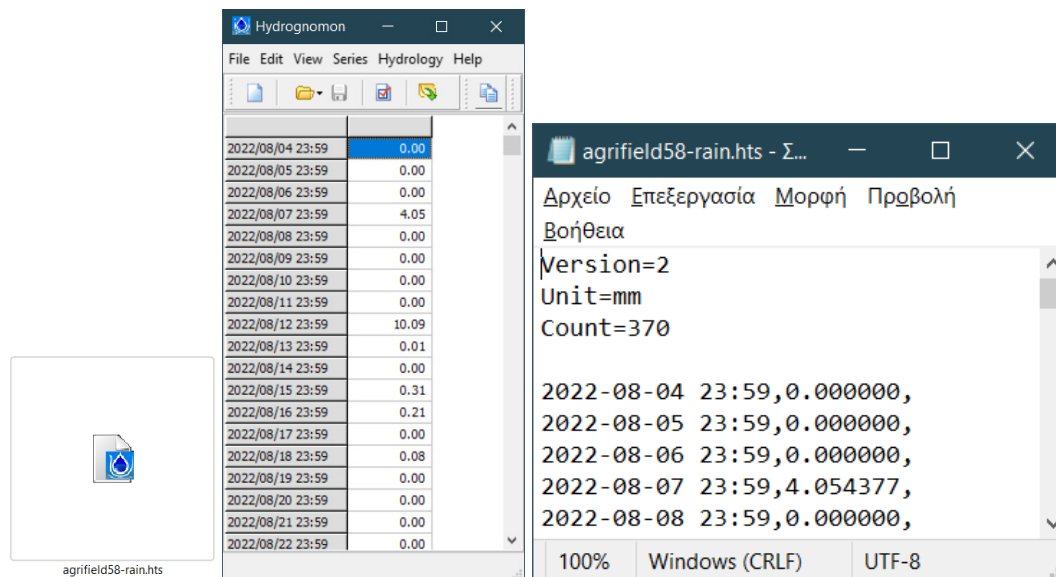 agrifield58-rain.hts
Hydrognomon
File Edit View Series Hydrology Help
2022/08/04 23:59 0.00
2022/08/05 23:59 0.00
2022/08/06 23:59 0.00
2022/08/07 23:59 4.05
2022/08/08 23:59 0.00
2022/08/09 23:59 0.00
2022/08/10 23:59 0.00
2022/08/11 23:59 0.00
2022/08/12 23:59 10.09
2022/08/13 23:59 0.01
2022/08/14 23:59 0.00
2022/08/15 23:59 0.31
2022/08/16 23:59 0.21
2022/08/17 23:59 0.00
2022/08/18 23:59 0.08
2022/08/19 23:59 0.00
2022/08/20 23:59 0.00
2022/08/21 23:59 0.00
2022/08/22 23:59 0.00
agrifield58-rain.hts - Σ...
Αρχείο Επεξεργασία Μορφή Προβολή
Βοήθεια
Version=2
Unit=mm
Count=370
2022-08-04 23:59,0.000000,
2022-08-05 23:59,0.000000,
2022-08-06 23:59,0.000000,
2022-08-07 23:59,4.054377,
2022-08-08 23:59,0.000000,
100% Windows (CRLF) UTF-8